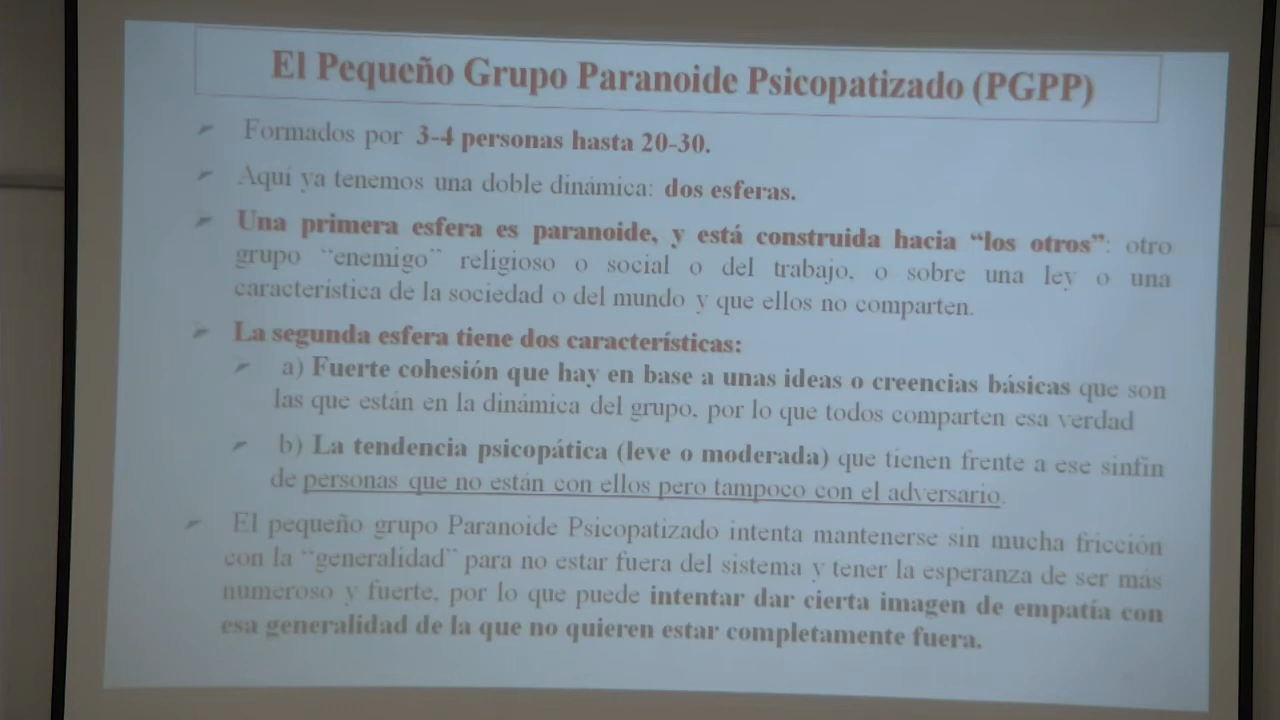 El Pequeño Grupo Paranoide Psicopatizado (PGPP)
Formados por 3-4 personas hasta 20-30.
Aquí ya tenemos una doble dinámica: dos esferas.
Una primera esfera es paranoide, y está construida hacia “los otros”: otro
grupo “enemigo” religioso o social o del trabajo, o sobre una ley o una
característica de la sociedad o del mundo y que ellos no comparten.
La segunda esfera tiene dos características:
a) Fuerte cohesión que hay en base a unas ideas o creencias básicas que son
las que están en la dinámica del grupo, por lo que todos comparten esa verdad
b) La tendencia psicopática (leve o moderada) que tienen frente a ese sinfín
de personas que no están con ellos pero tampoco con el adversario.
El pequeño grupo Paranoide Psicopatizado intenta mantenerse sin mucha fricción
con la “generalidad” para no estar fuera del sistema y tener la esperanza de ser más
numeroso y fuerte, por lo que puede intentar dar cierta imagen de empatía con
esa generalidad de la que no quieren estar completamente fuera.